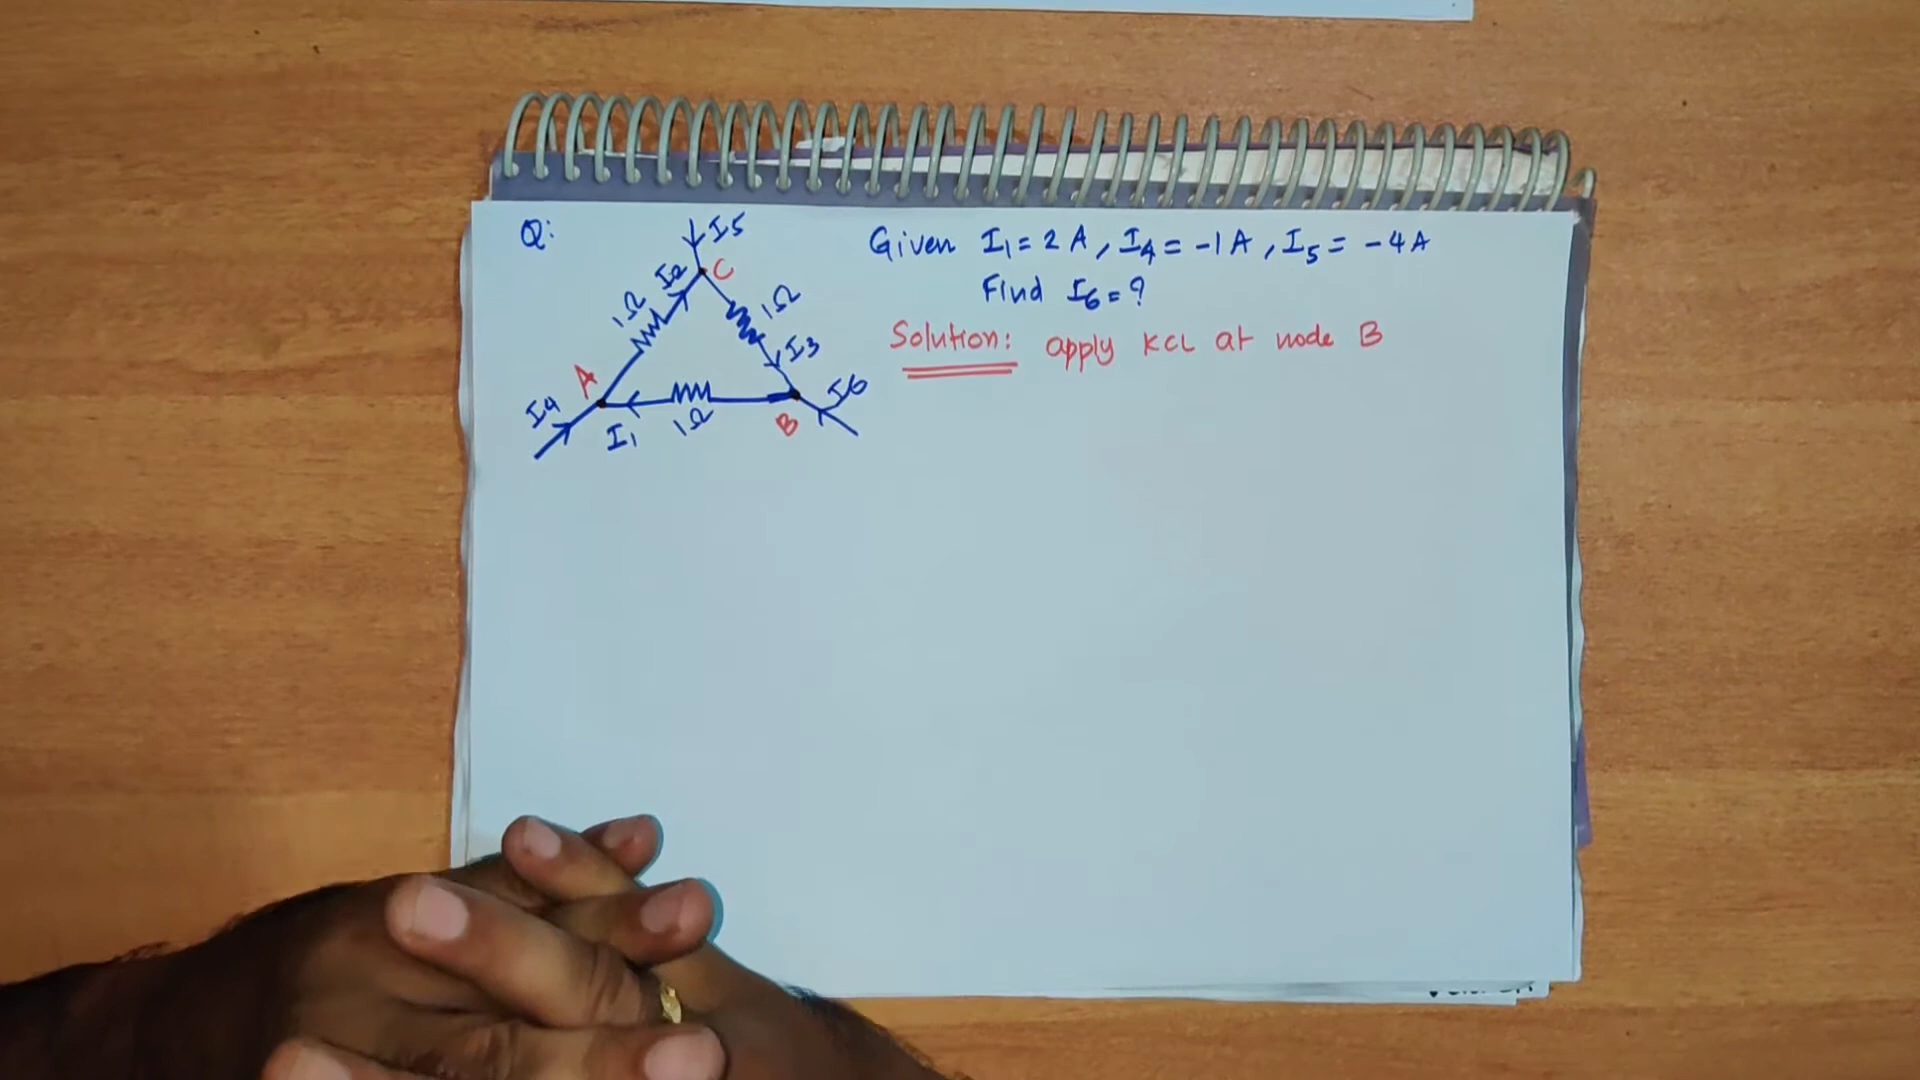 Q:
I5
C
I2
1Ω
1Ω
I3
A
I4
I1
1Ω
B
I6
Given I1 = 2 A , I4 = -1 A , I5 = -4 A
Find I6 = ?
Solution: apply KCL at node B